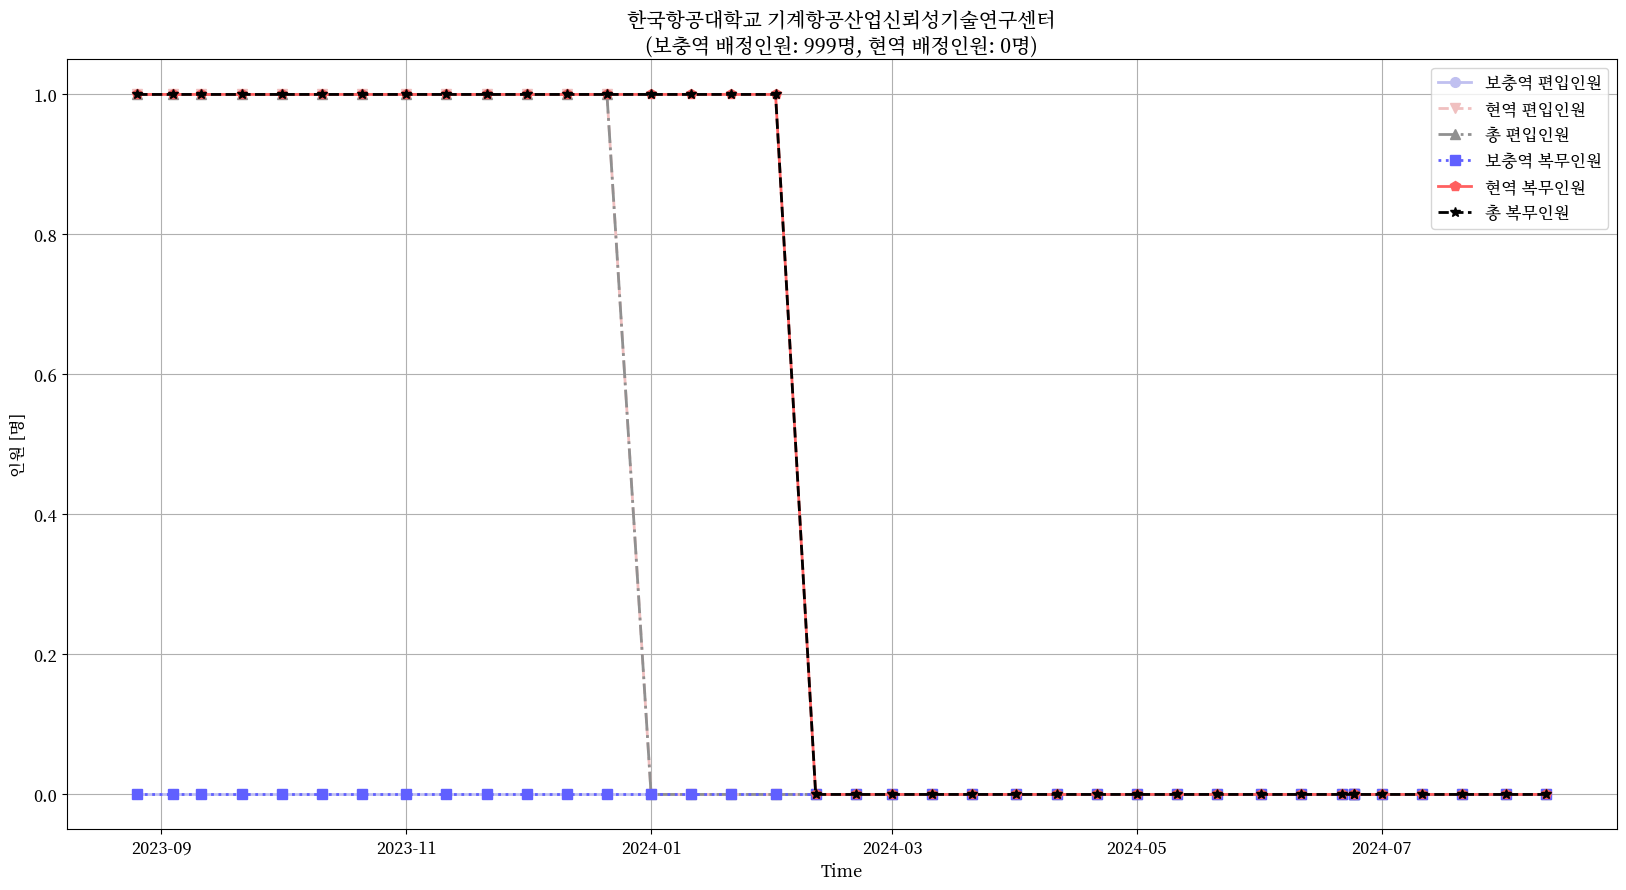 한국항공대학교 기계항공산업신뢰성기술연구센터
(보충역 배정인원: 999명, 현역 배정인원: 0명)
보충역 편입인원
현역 편입인원
총 편입인원
보충역 복무인원
현역 복무인원
총 복무인원
인원 [명]
1.0
0.8
0.6
0.4
0.2
0.0
2023-09
2023-11
2024-01
2024-03
2024-05
2024-07
Time